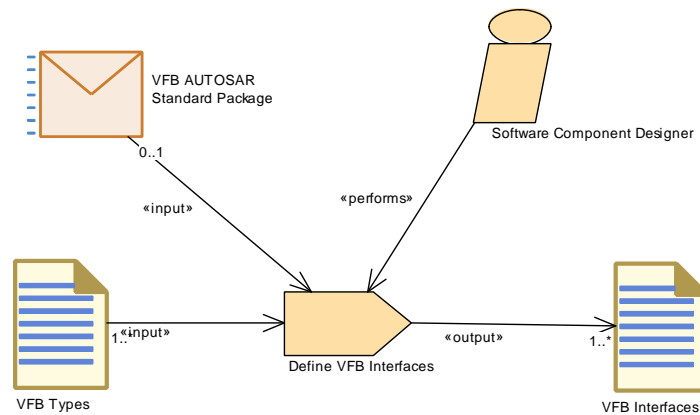 VFB AUTOSAR
Standard Package
Software Component Designer
0..1
«input»
«performs»
1..*
«input»
«output»
1..*
Define VFB Interfaces
VFB Types
VFB Interfaces